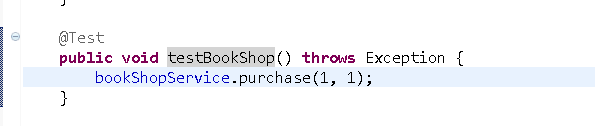 }
@Test
public void testBookShop() throws Exception {
bookShopService.purchase(1, 1);
}